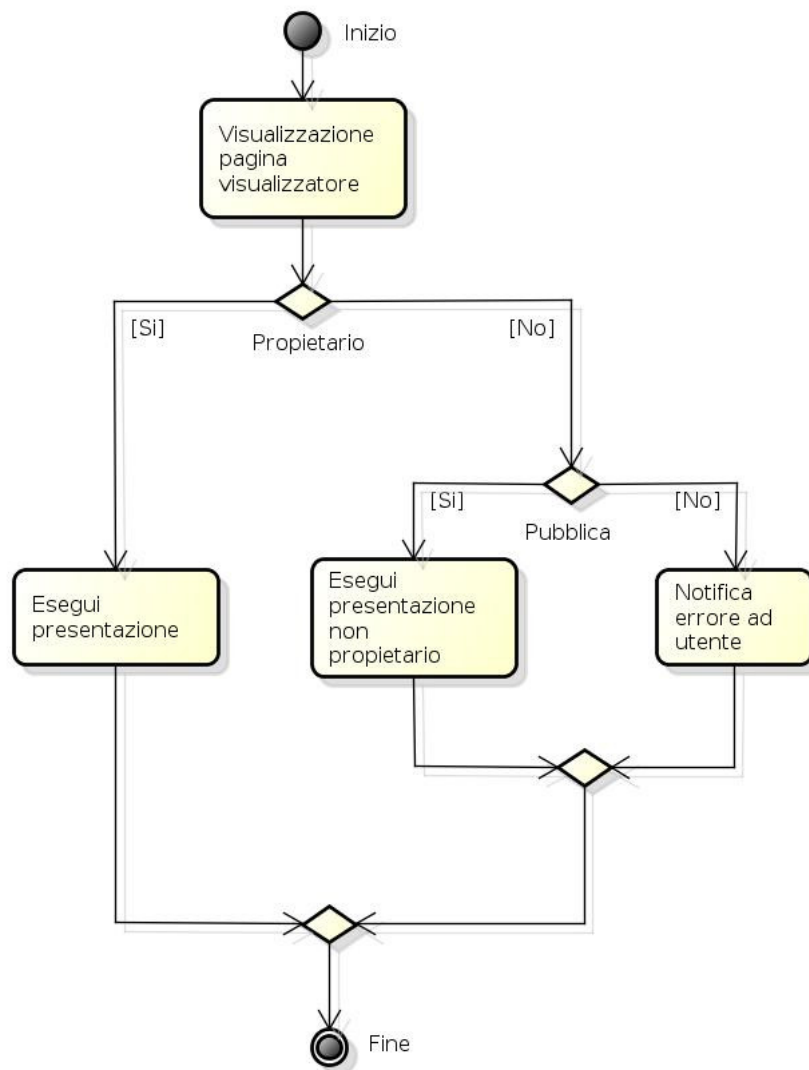 Inizio
Visualizzazione
pagina
visualizzatore
[Si]
[No]
Propietario
[Si]
[No]
Pubblica
Esegui
presentazione
Esegui
presentazione
non
propietario
Notifica
errore ad
utente
Fine